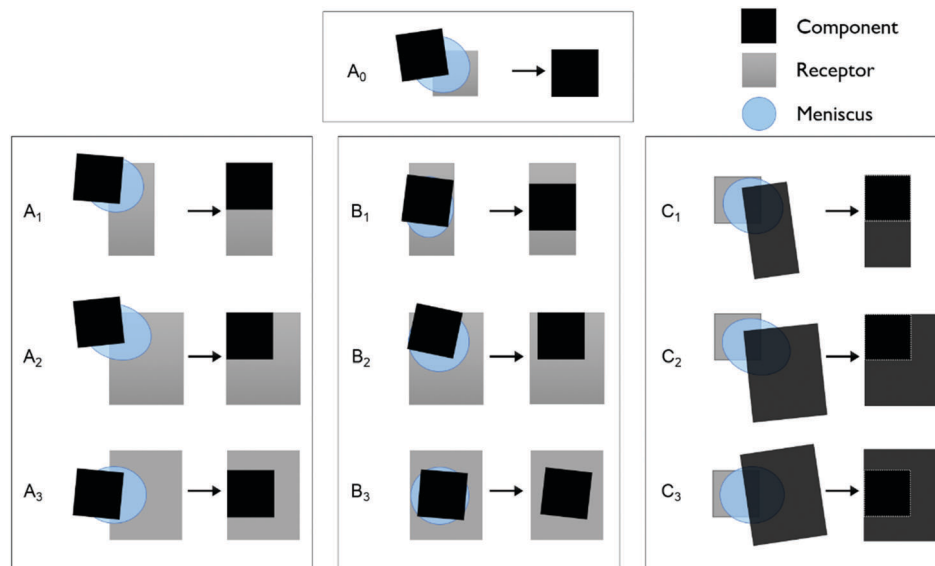 Component
Receptor
Meniscus
A₀
A₁
A₂
A₃
B₁
B₂
B₃
C₁
C₂
C₃